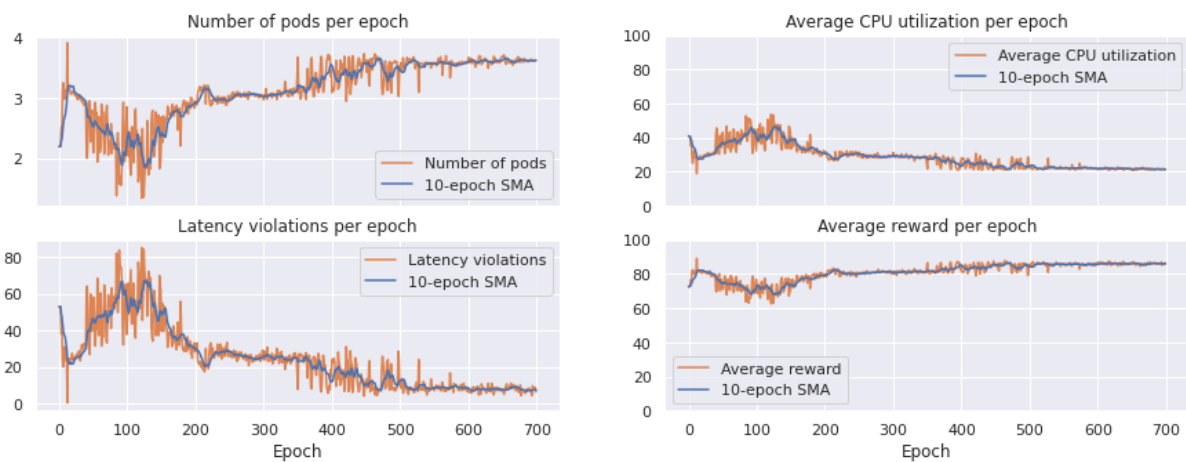 Number of pods per epoch
4
3
2
Number of pods
10-epoch SMA
Average CPU utilization per epoch
100
80
60
40
20
0
Average CPU utilization
10-epoch SMA
Latency violations per epoch
80
60
40
20
0
Latency violations
10-epoch SMA
0 100 200 300 400 500 600 700
Epoch
Average reward per epoch
100
80
60
40
20
0
Average reward
10-epoch SMA
0 100 200 300 400 500 600 700
Epoch